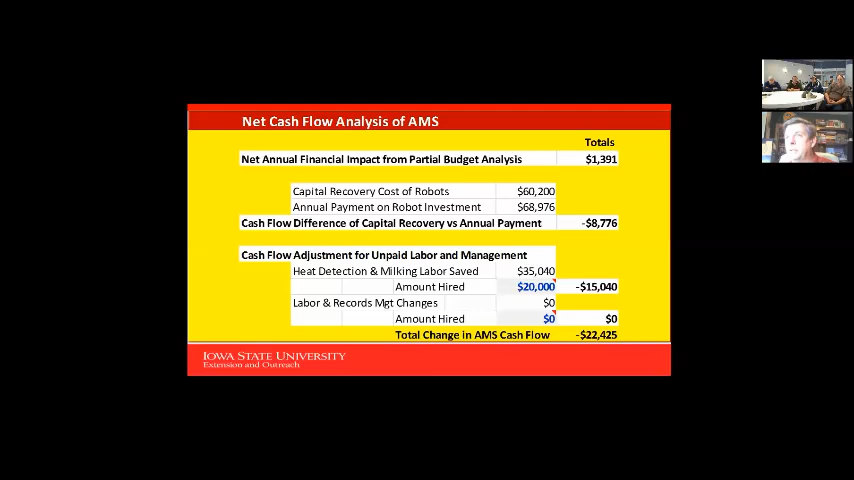 Net Cash Flow Analysis of AMS
Totals
Net Annual Financial Impact from Partial Budget Analysis $1,391
Capital Recovery Cost of Robots $60,200
Annual Payment on Robot Investment $68,976
Cash Flow Difference of Capital Recovery vs Annual Payment -$8,776
Cash Flow Adjustment for Unpaid Labor and Management
Heat Detection & Milking Labor Saved $35,040
Amount Hired $20,000 -$15,040
Labor & Records Mgt Changes $0
Amount Hired $0 $0
Total Change in AMS Cash Flow -$22,425
IOWA STATE UNIVERSITY
Extension and Outreach